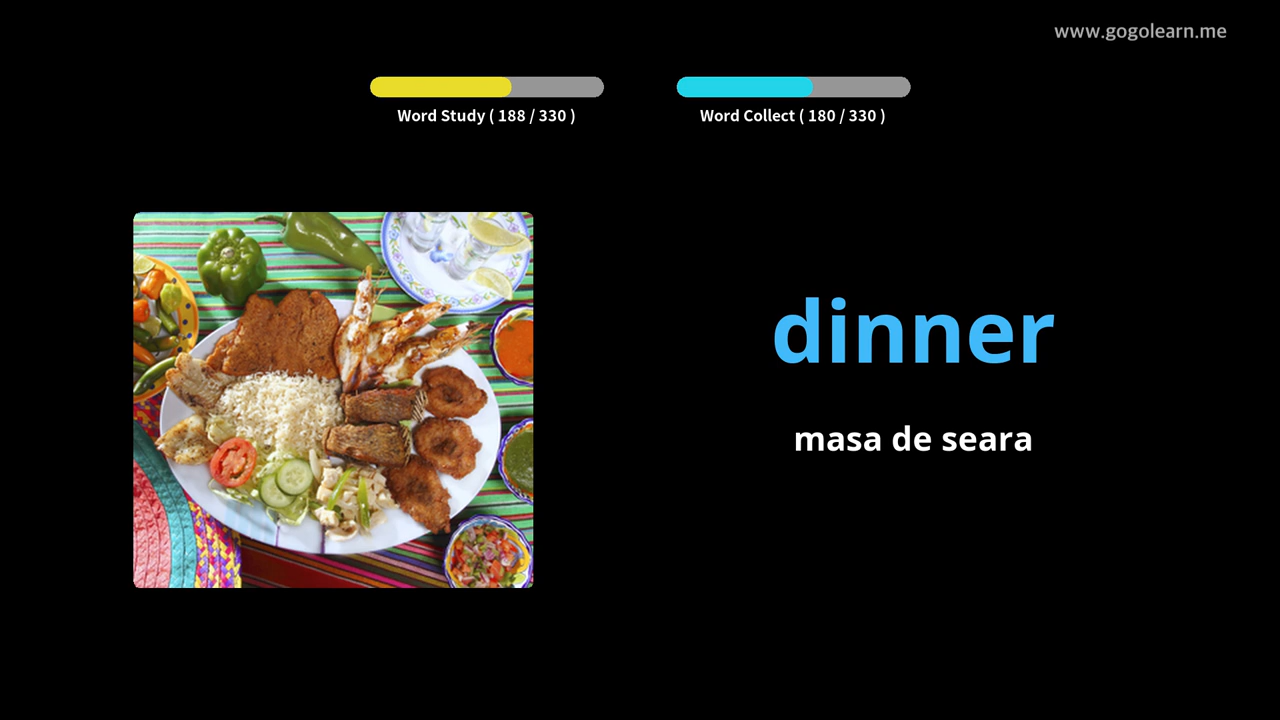 www.gogolearn.me
Word Study ( 188 / 330 )
Word Collect ( 180 / 330 )
dinner
masa de seara